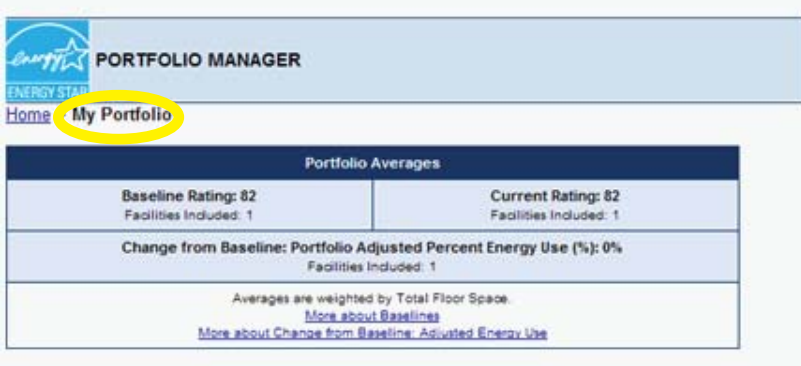 energy
PORTFOLIO MANAGER
ENERGY STAR
Home My Portfolio
Portfolio Averages
Baseline Rating: 82 Current Rating: 82
Facilities Included: 1 Facilities Included: 1
Change from Baseline: Portfolio Adjusted Percent Energy Use (%): 0%
Facilities Included: 1
Averages are weighted by Total Floor Space.
More about Baselines
More about Change from Baseline: Adjusted Energy Use